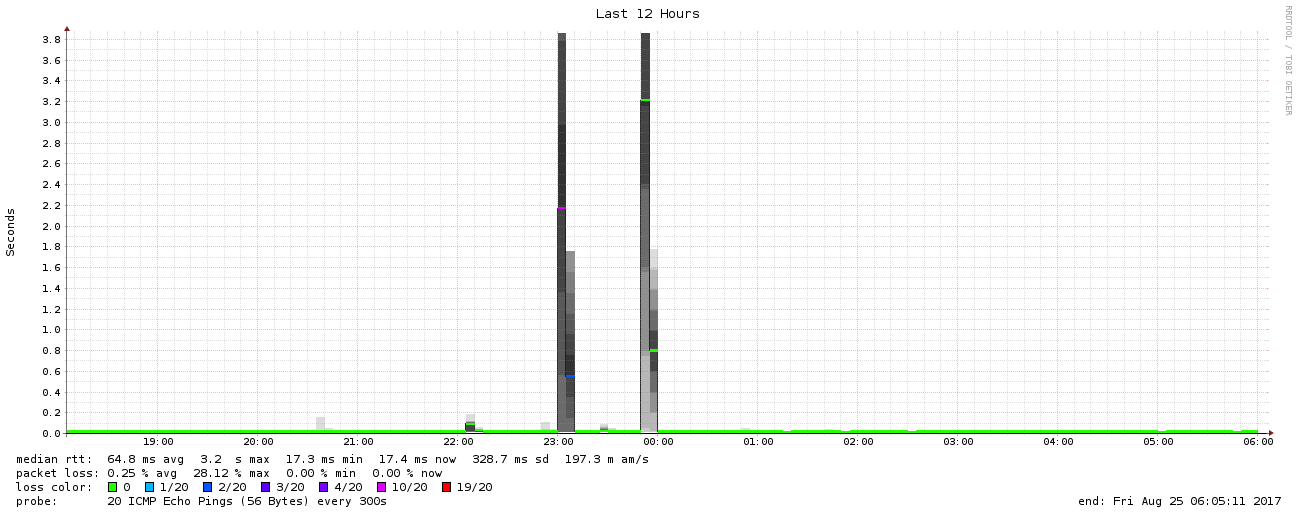 Last 12 Hours
RRDTOOL / TOBI OETIKER
Seconds
3.8
3.6
3.4
3.2
3.0
2.8
2.6
2.4
2.2
2.0
1.8
1.6
1.4
1.2
1.0
0.8
0.6
0.4
0.2
0.0
19:00 20:00 21:00 22:00 23:00 00:00 01:00 02:00 03:00 04:00 05:00 06:00
median rtt: 64.8 ms avg 3.2 s max 17.3 ms min 17.4 ms now 328.7 ms sd 197.3 m am/s
packet loss: 0.25 % avg 28.12 % max 0.00 % min 0.00 % now
loss color: 0 1/20 2/20 3/20 4/20 10/20 19/20
probe: 20 ICMP Echo Pings (56 Bytes) every 300s end: Fri Aug 25 06:05:11 2017